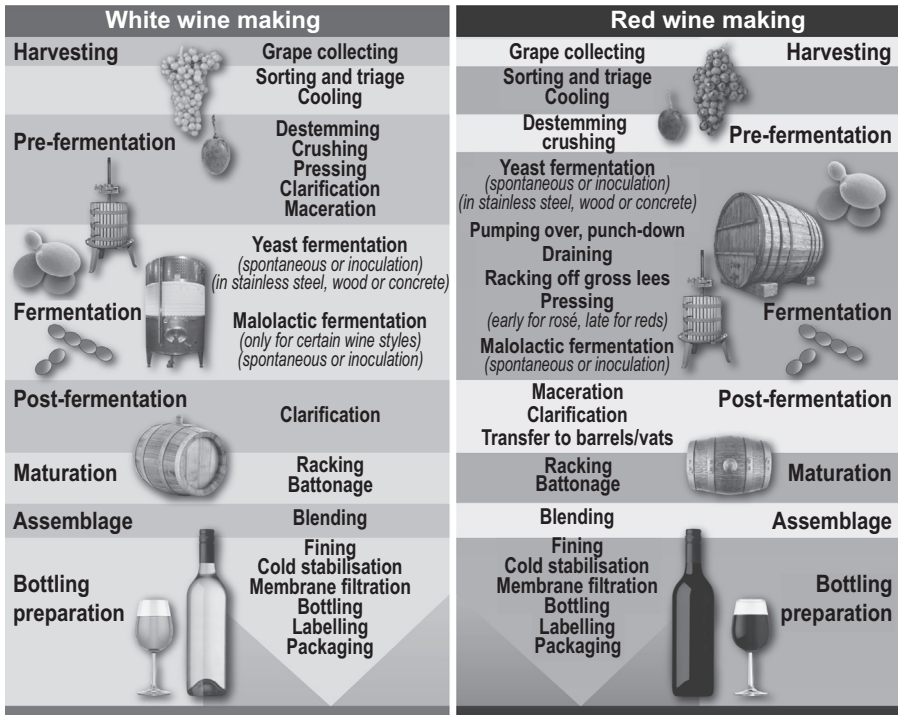 White wine making
Harvesting
Grape collecting
Sorting and triage
Cooling
Pre-fermentation
Destemming
Crushing
Pressing
Clarification
Maceration
Yeast fermentation
(spontaneous or inoculation)
(in stainless steel, wood or concrete)
Fermentation
Malolactic fermentation
(only for certain wine styles)
(spontaneous or inoculation)
Post-fermentation
Clarification
Maturation
Racking
Battonage
Assemblage
Blending
Bottling
preparation
Fining
Cold stabilisation
Membrane filtration
Bottling
Labelling
Packaging
Red wine making
Grape collecting
Harvesting
Sorting and triage
Cooling
Destemming
crushing
Pre-fermentation
Yeast fermentation
(spontaneous or inoculation)
(in stainless steel, wood or concrete)
Pumping over, punch-down
Draining
Racking off gross lees
Pressing
(early for rosé, late for reds)
Fermentation
Malolactic fermentation
(spontaneous or inoculation)
Maceration
Clarification
Transfer to barrels/vats
Post-fermentation
Racking
Battonage
Maturation
Blending
Assemblage
Fining
Cold stabilisation
Membrane filtration
Bottling
Labelling
Packaging
Bottling
preparation